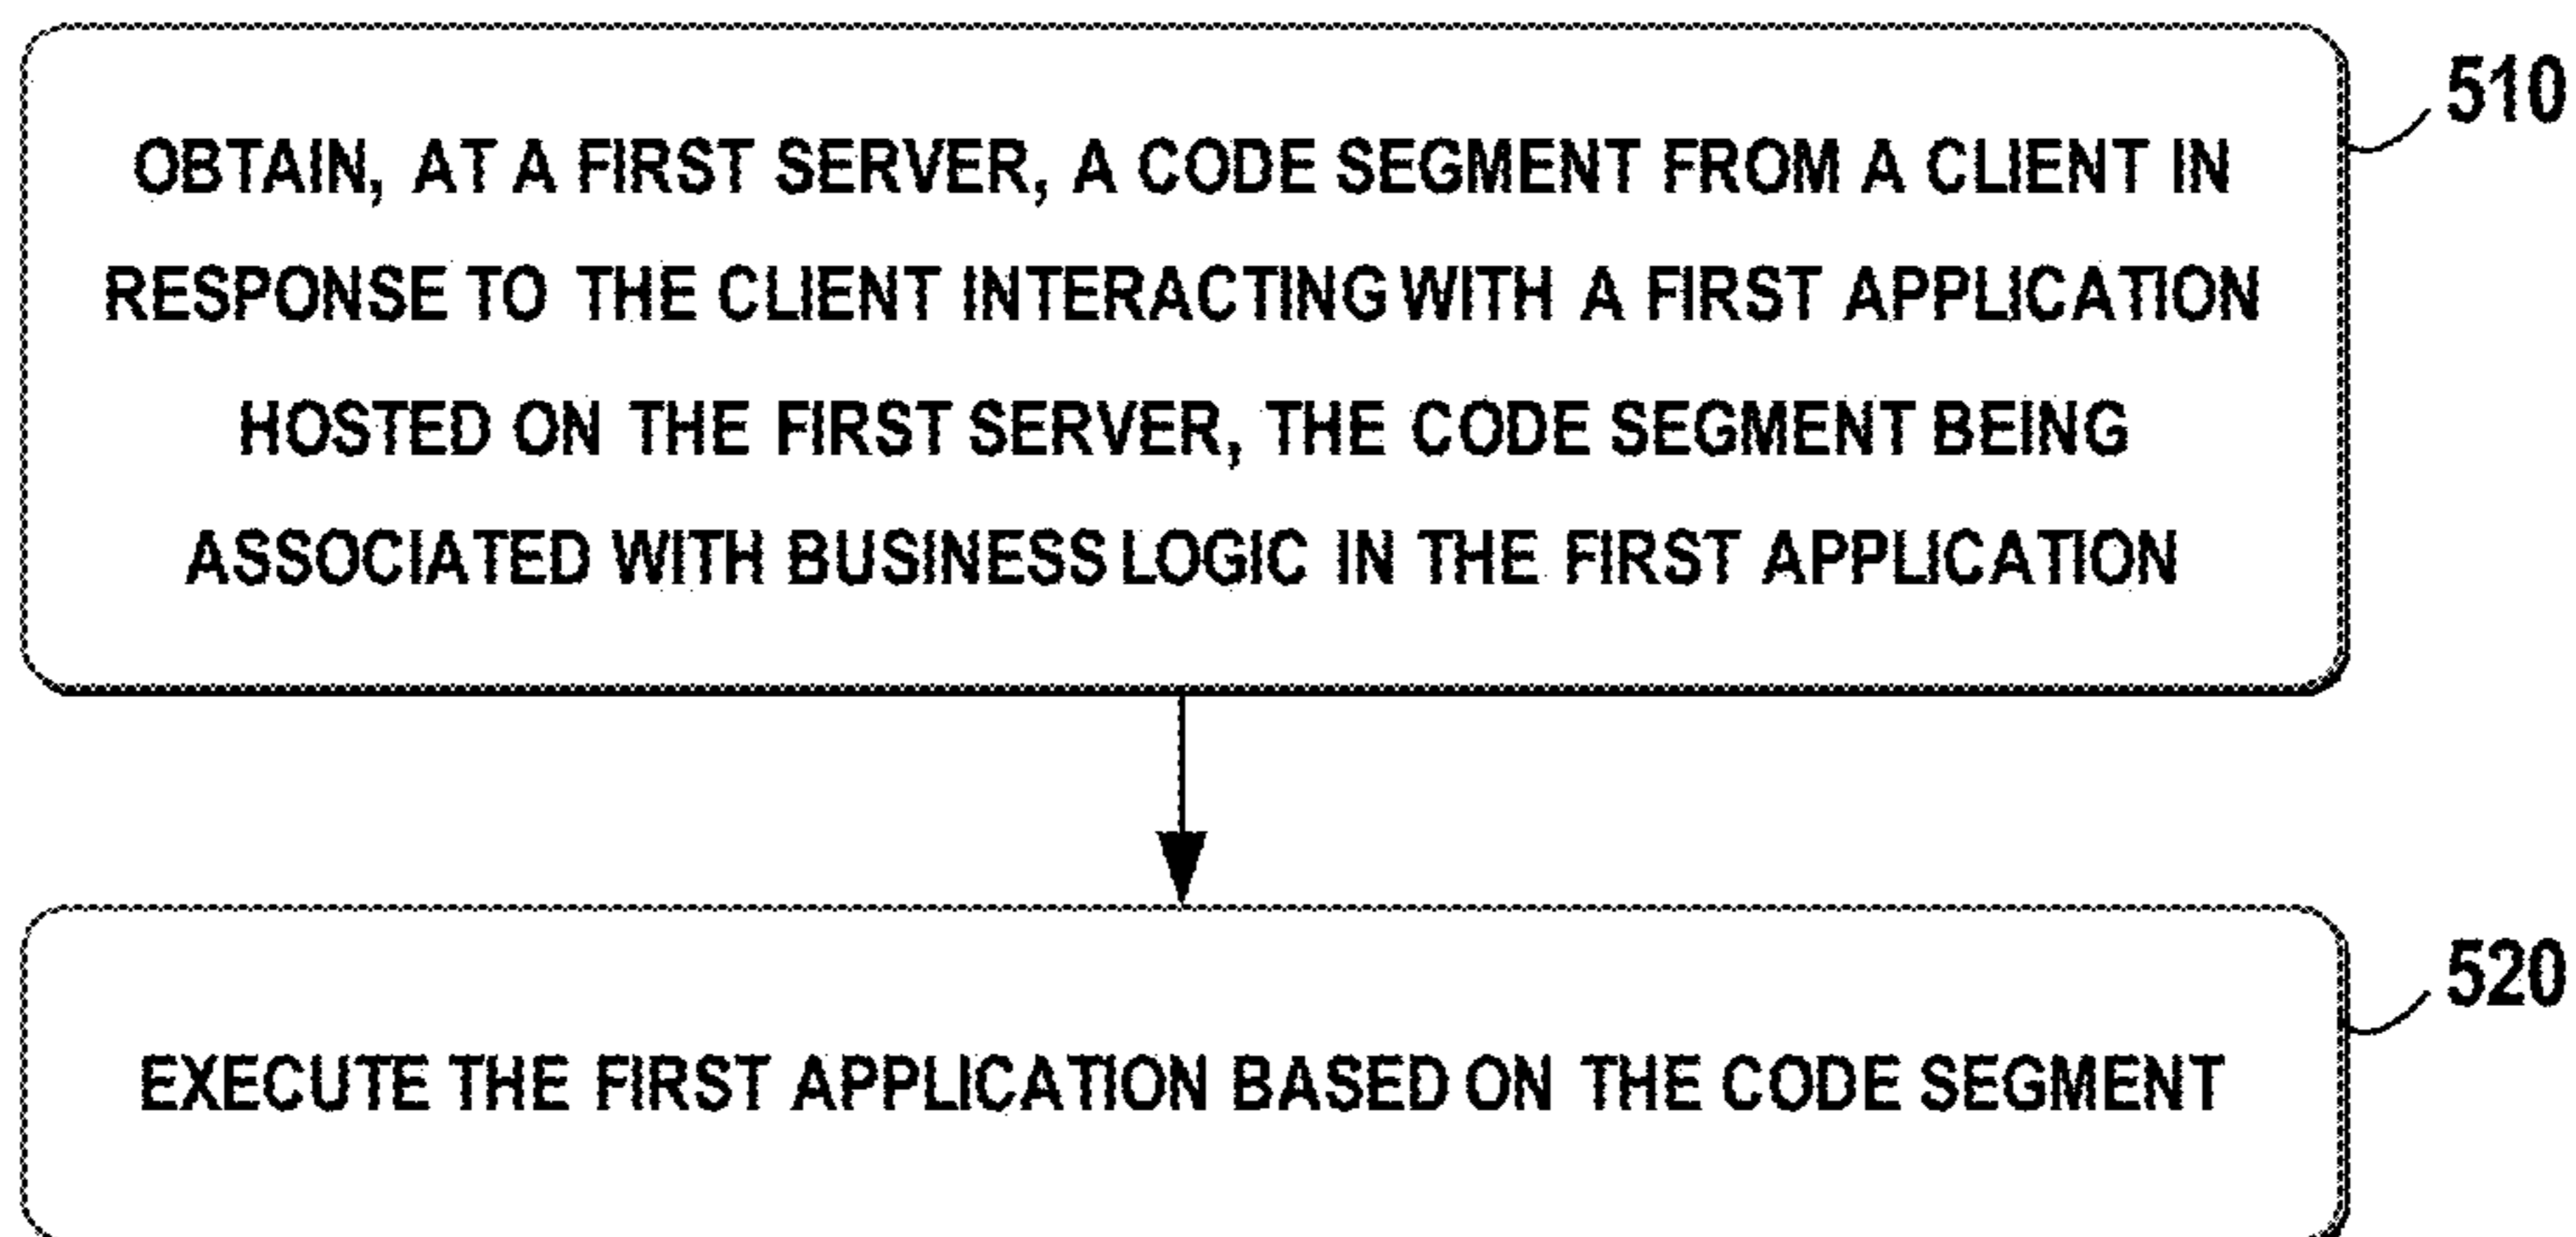 510
OBTAIN, AT A FIRST SERVER, A CODE SEGMENT FROM A CLIENT IN
RESPONSE TO THE CLIENT INTERACTING WITH A FIRST APPLICATION
HOSTED ON THE FIRST SERVER, THE CODE SEGMENT BEING
ASSOCIATED WITH BUSINESS LOGIC IN THE FIRST APPLICATION
520
EXECUTE THE FIRST APPLICATION BASED ON THE CODE SEGMENT